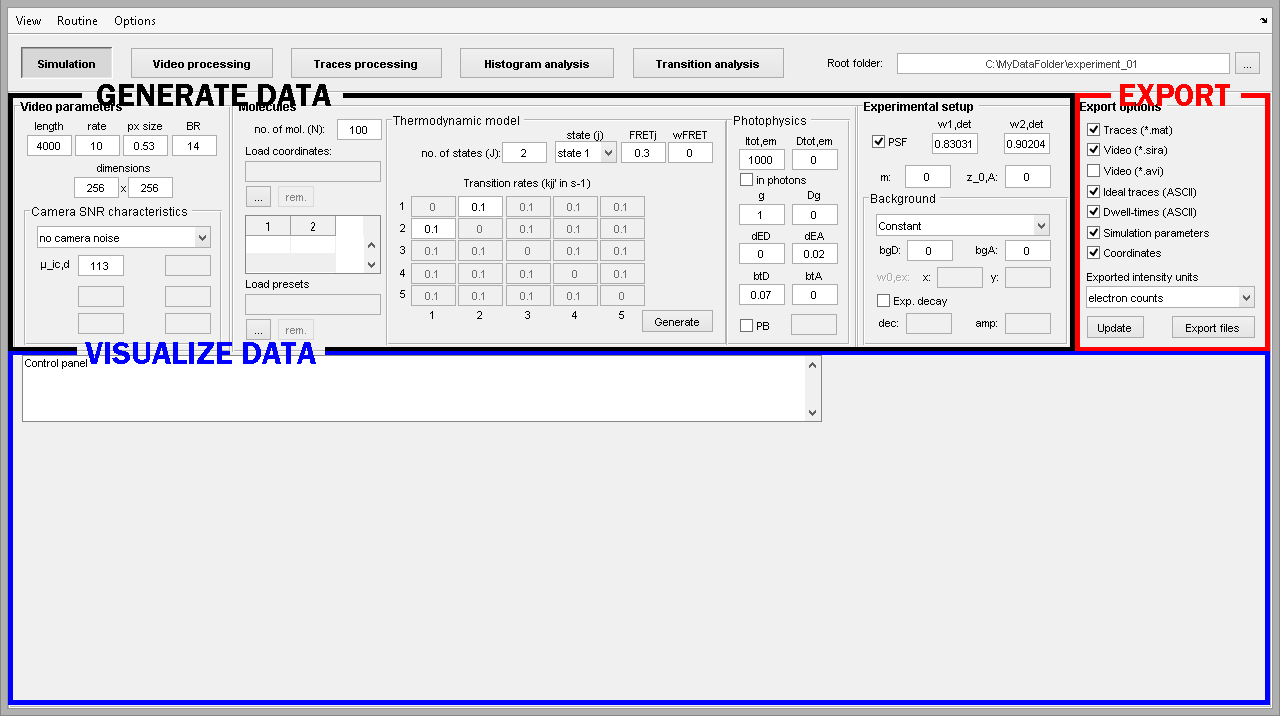 View Routine Options
Simulation Video processing Traces processing Histogram analysis Transition analysis Root folder: C:\MyDataFolder\experiment_01 ...
GENERATE DATA
EXPORT
Video parameters
length rate px size BR
4000 10 0.53 14
dimensions
256 x 256
Camera SNR characteristics
no camera noise
μ_ic,d 113
Molecules
no. of mol. (N): 100
Load coordinates:
... rem.
1 2
Load presets
... rem.
Thermodynamic model
state (j) FRETj wFRET
no. of states (J): 2 state 1 0.3 0
Transition rates (kjj' in s-1)
1 0 0.1 0.1 0.1 0.1
2 0.1 0 0.1 0.1 0.1
3 0.1 0.1 0 0.1 0.1
4 0.1 0.1 0.1 0 0.1
5 0.1 0.1 0.1 0.1 0
1 2 3 4 5
Generate
Photophysics
Itot,em Dtot,em
1000 0
in photons
g Dg
1 0
dED dEA
0 0.02
btD btA
0.07 0
PB
Experimental setup
w1,det w2,det
PSF 0.83031 0.90204
m: 0 z_0,A: 0
Background
Constant
bgD: 0 bgA: 0
w0,ex: x: y:
Exp. decay
dec: amp:
Export options
Traces (*.mat)
Video (*.sira)
Video (*.avi)
Ideal traces (ASCII)
Dwell-times (ASCII)
Simulation parameters
Coordinates
Exported intensity units
electron counts
Update Export files
VISUALIZE DATA
Control panel